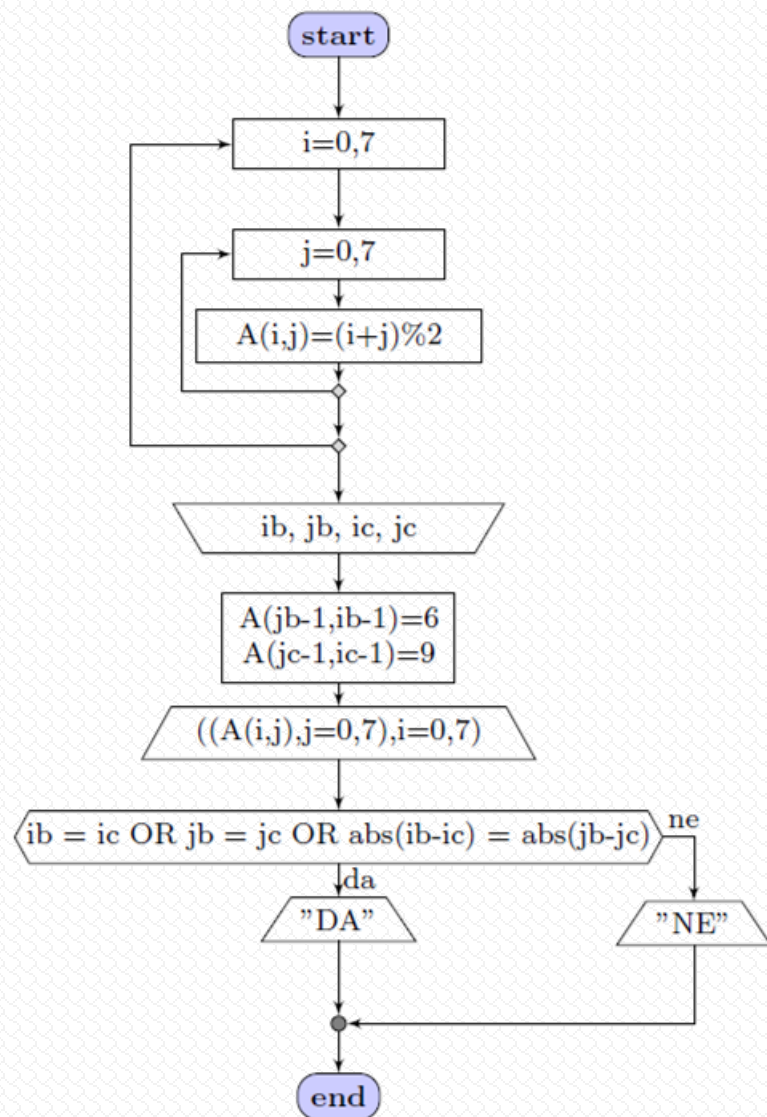 start
i=0,7
j=0,7
A(i,j)=(i+j)%2
ib, jb, ic, jc
A(jb-1,ib-1)=6
A(jc-1,ic-1)=9
((A(i,j),j=0,7),i=0,7)
ib = ic OR jb = jc OR abs(ib-ic) = abs(jb-jc)
ne
da
"DA"
"NE"
end